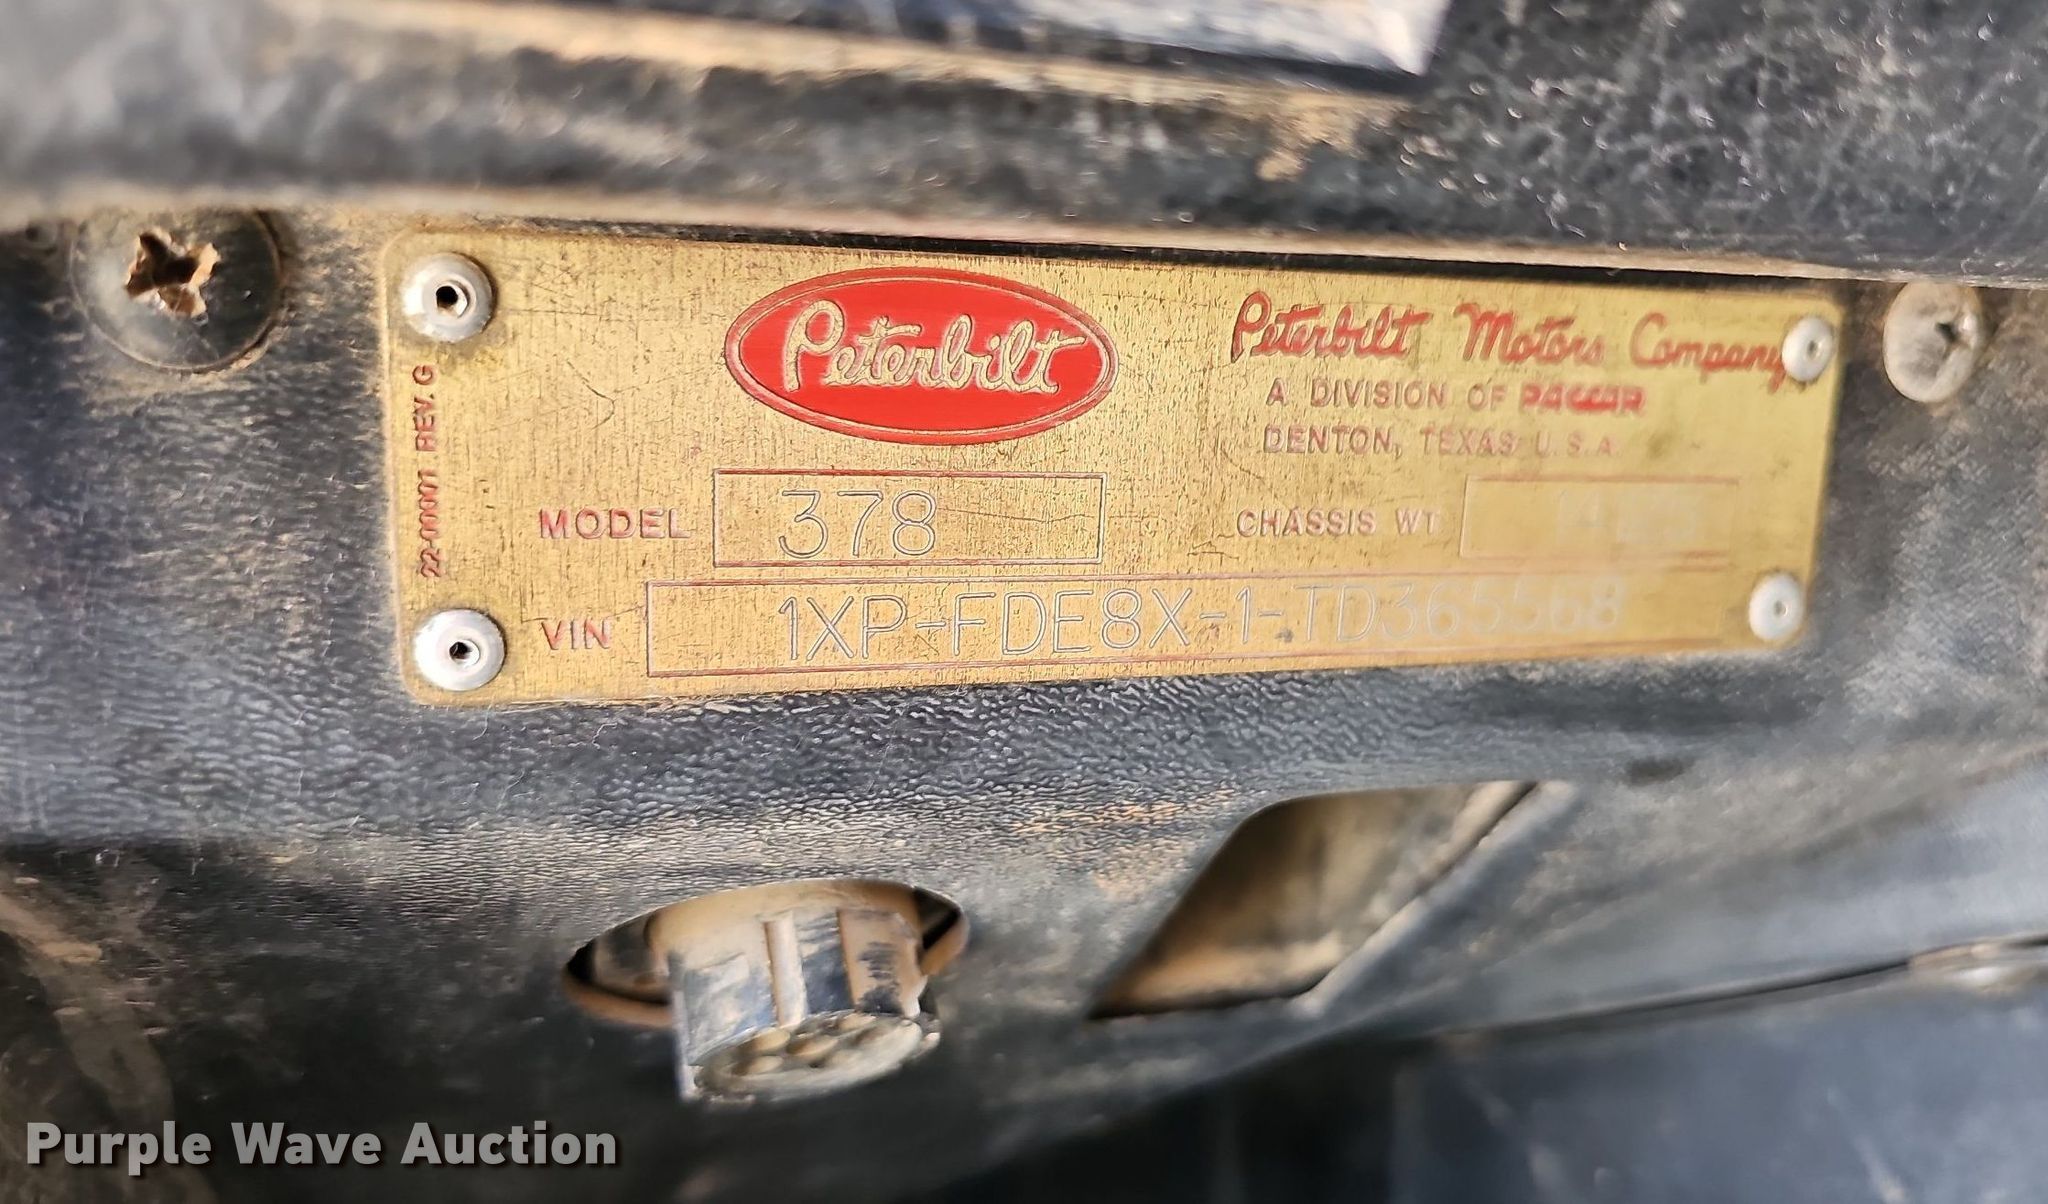 Peterbilt
Peterbilt Motors Company
A DIVISION OF PACCAR
DENTON, TEXAS U.S.A.
22-00001 REV. G
MODEL 378
CHASSIS WT
VIN 1XP-FDE8X-1-TD365568
Purple Wave Auction